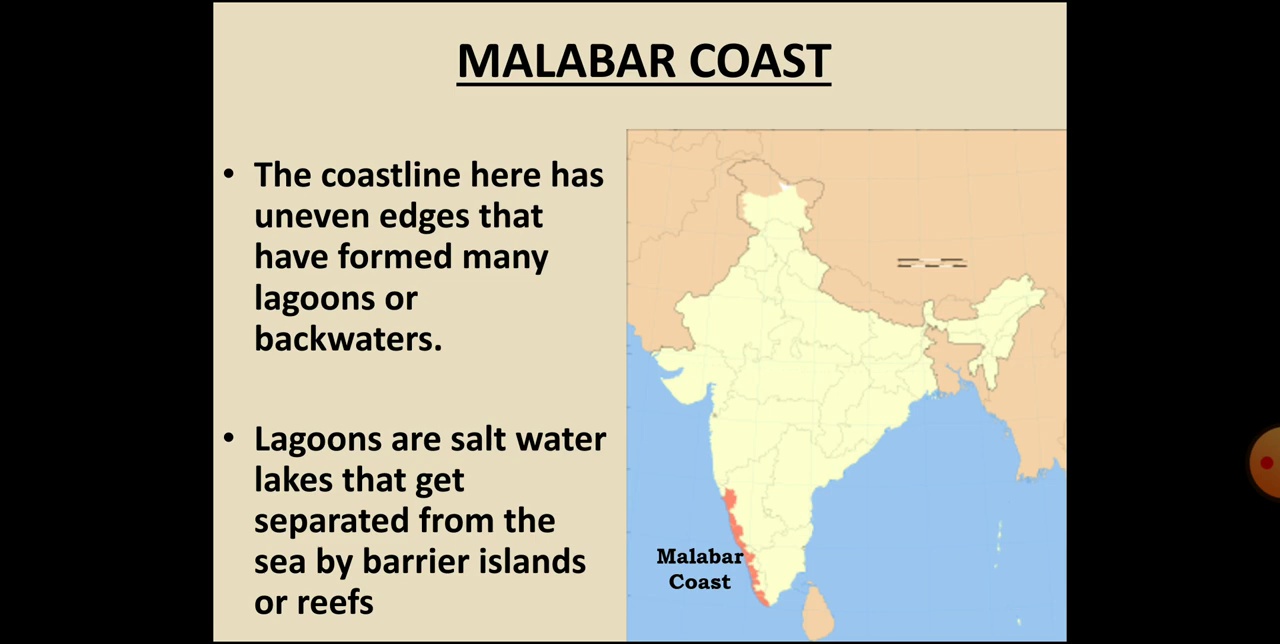 MALABAR COAST
• The coastline here has
uneven edges that
have formed many
lagoons or
backwaters.
• Lagoons are salt water
lakes that get
separated from the
sea by barrier islands
or reefs
Malabar
Coast